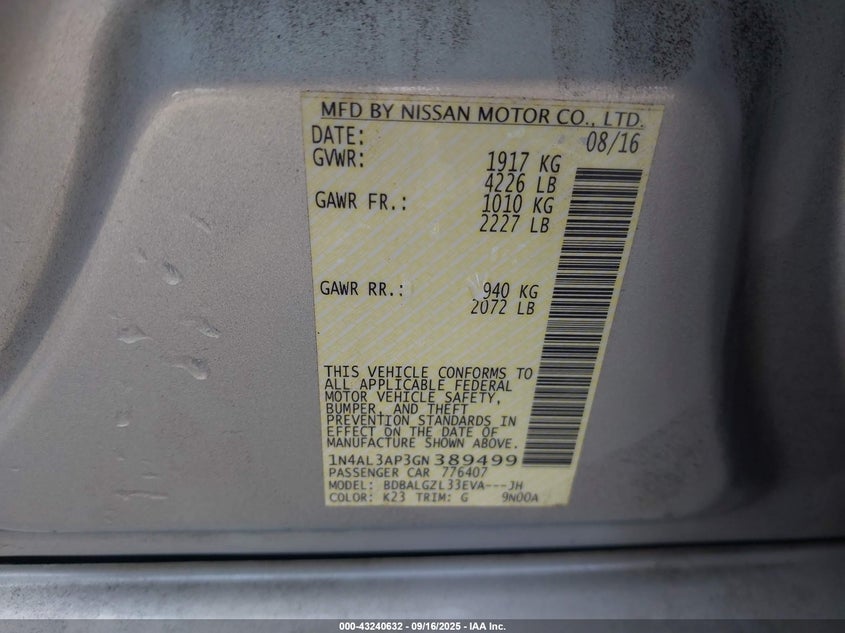 MFD BY NISSAN MOTOR CO., LTD.
DATE: 08/16
GVWR: 1917 KG
4226 LB
GAWR FR.: 1010 KG
2227 LB
GAWR RR.: 940 KG
2072 LB
THIS VEHICLE CONFORMS TO
ALL APPLICABLE FEDERAL
MOTOR VEHICLE SAFETY,
BUMPER, AND THEFT
PREVENTION STANDARDS IN
EFFECT ON THE DATE OF
MANUFACTURE SHOWN ABOVE.
1N4AL3AP3GN 389499
PASSENGER CAR 776407
MODEL: BDBALGZL33EVA---JH
COLOR: K23 TRIM: G 9N00A
000-43240632 - 09/16/2025 - IAA Inc.